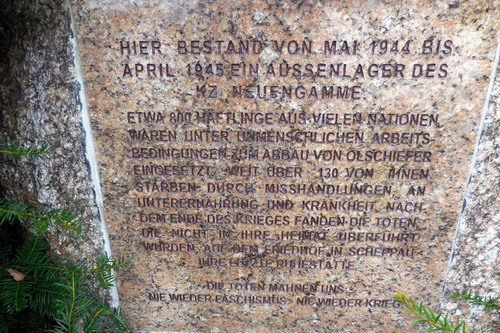 HIER BESTAND VON MAI 1944 BIS
APRIL 1945 EIN AUSSENLAGER DES
KZ. NEUENGAMME.
ETWA 800 HÄFTLINGE AUS VIELEN NATIONEN
WAREN UNTER UNMENSCHLICHEN ARBEITS-
BEDINGUNGEN ZUM ABBAU VON ÖLSCHIEFER
EINGESETZT. WEIT ÜBER 130 VON IHNEN
STARBEN DURCH MISSHANDLUNGEN, AN
UNTERERNÄHRUNG UND KRANKHEIT. NACH
DEM ENDE DES KRIEGES FANDEN DIE TOTEN,
DIE NICHT IN IHRE HEIMAT ÜBERFÜHRT
WURDEN, AUF DEM FRIEDHOF IN SCHEPPAU
IHRE LETZTE RUHESTÄTTE.
DIE TOTEN MAHNEN UNS:
NIE WIEDER FASCHISMUS - NIE WIEDER KRIEG